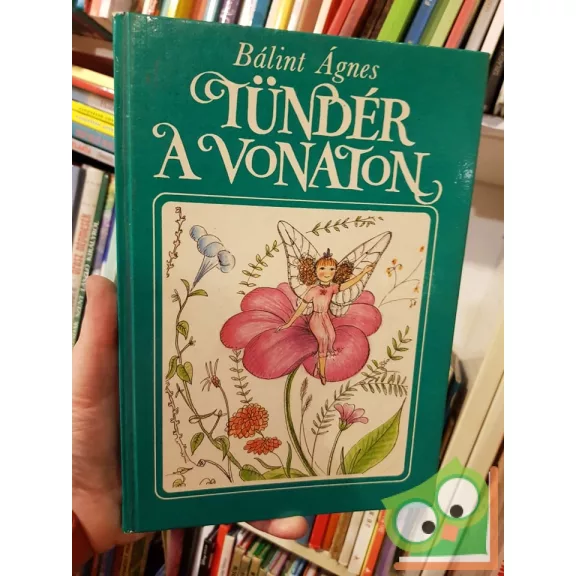 Bálint Ágnes
TÜNDÉR
A VONATON